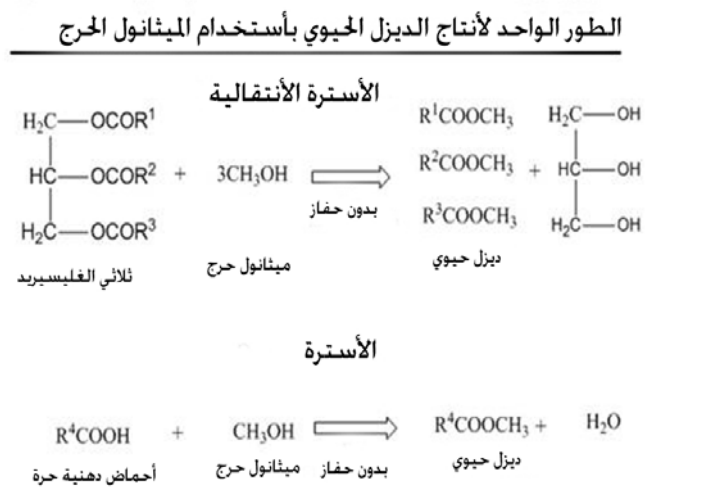 الطور الواحد لأنتاج الديزل الحيوي بأستخدام الميثانول الحرج
الأسترة الأنتقالية
H₂C—OCOR¹
HC—OCOR² + 3CH₃OH
H₂C—OCOR³
بدون حفاز
R¹COOCH₃
R²COOCH₃ +
R³COOCH₃
H₂C—OH
HC—OH
H₂C—OH
ثلاثي الغليسيريد
ميثانول حرج
ديزل حيوي
الأسترة
R⁴COOH + CH₃OH R⁴COOCH₃ + H₂O
أحماض دهنية حرة
ميثانول حرج
بدون حفاز
ديزل حيوي